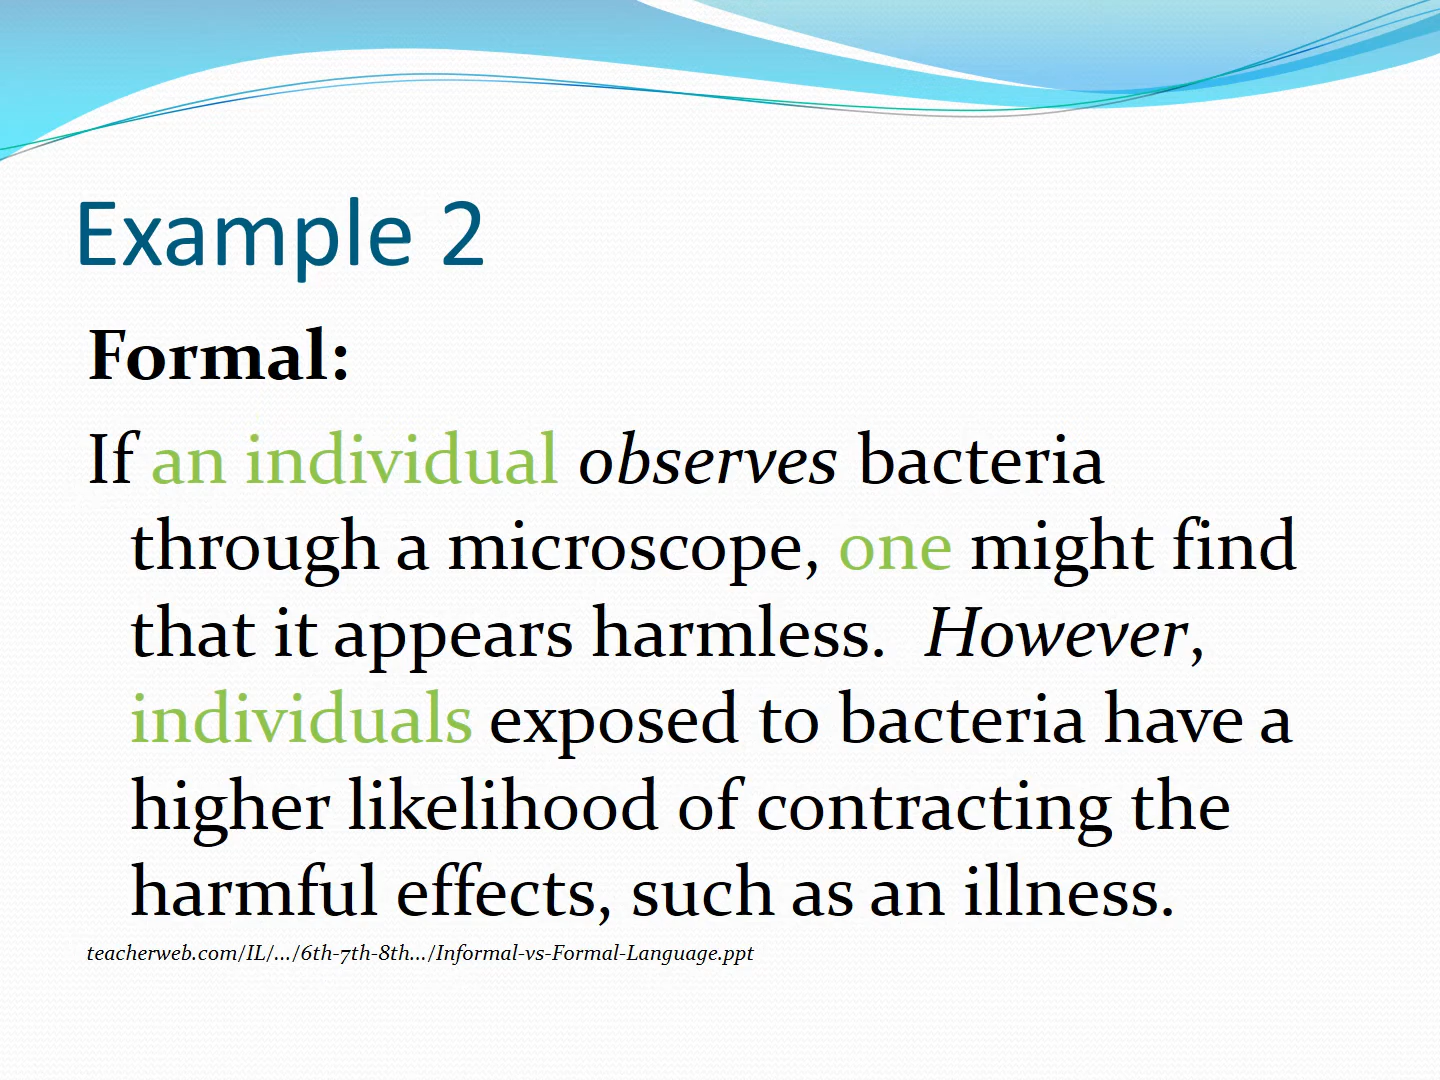 Example 2
Formal:
If an individual observes bacteria
through a microscope, one might find
that it appears harmless.  However,
individuals exposed to bacteria have a
higher likelihood of contracting the
harmful effects, such as an illness.
teacherweb.com/IL/.../6th-7th-8th.../Informal-vs-Formal-Language.ppt